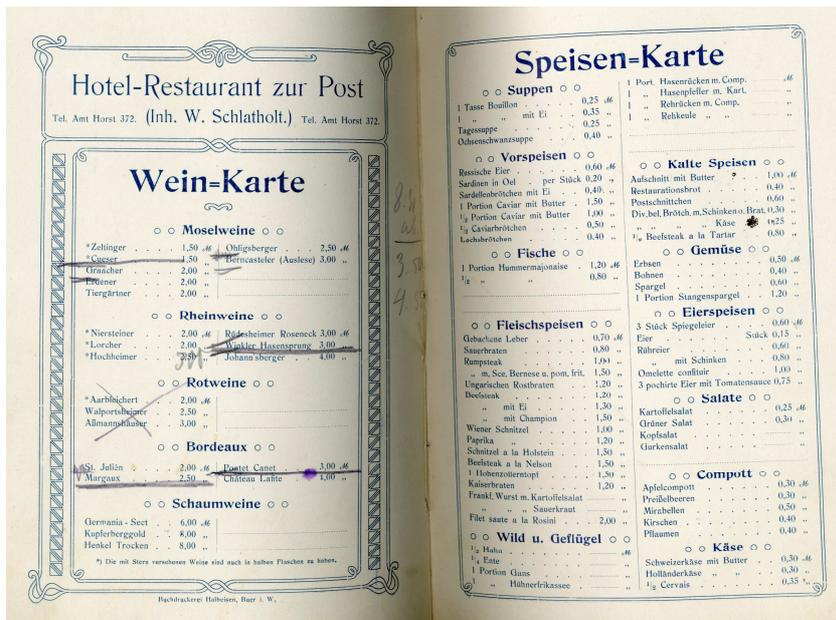 Hotel-Restaurant zur Post
Tel. Amt Horst 372. (Inh. W. Schlatholt.) Tel. Amt Horst 372.
Wein=Karte
○ ○ Moselweine ○ ○
*Zeltinger . . . . 1,50 M
*Cueser . . . . 1,50 „
Graacher . . . . 2,00 „
Erdener . . . . 2,00 „
Tiergärtner . . . 2,00 „
Ohligsberger . . . 2,50 M
Berncasteler (Auslese) 3,00 „
Rheinweine ○ ○
*Niersteiner . . . 2,00 M
*Lorcher . . . . 2,00 „
*Hochheimer . . . 2,50 „
Rüdesheimer Roseneck 3,00 M
Winkler Hasensprung 3,00 „
Johannsberger . . . 4,00 „
○ ○ Rotweine ○ ○
*Aarbleichert . . . 2,00 M
Walportsheimer . . 2,50 „
Aßmannshäuser . . 3,00 „
○ ○ Bordeaux ○ ○
St. Julién . . . . 2,00 M
Margaux . . . . 2,50 „
Pontet Canet . . . 3,00 M
Château Lafite . . 4,00 „
○ ○ Schaumweine ○ ○
Germania - Sect . . 6,00 M
Kupferberggold . . 8,00 „
Henkel Trocken . . 8,00 „
*) Die mit Stern versehenen Weine sind auch in halben Flaschen zu haben.
Buchdruckerei Halbeisen, Buer i. W.
Speisen=Karte
○ ○ Suppen ○ ○
1 Tasse Bouillon . . . . 0,25 M
1 „ „ mit Ei . . . 0,35 „
Tagessuppe . . . . 0,25 „
Ochsenschwanzsuppe . . . 0,40 „
○ ○ Vorspeisen ○ ○
Russische Eier . . . . 0,60 M
Sardinen in Oel . per Stück 0,20 „
Sardellenbrötchen mit Ei . 0,40 „
1 Portion Caviar mit Butter . 1,50 „
1/2 Portion Caviar mit Butter 1,00 „
1/2 Caviarbrötchen . . . 0,50 „
Lachsbrötchen . . . . 0,40 „
○ ○ Fische ○ ○
1 Portion Hummermajonaise . 1,20 M
1/2 „ „ . 0,80 „
○ ○ Fleischspeisen ○ ○
Gebackene Leber . . . . 0,70 M
Sauerbraten . . . . 0,80 „
Rumpsteak . . . . 1,00 „
„ m. Sce. Bernese u. pom. frit. 1,50 „
Ungarischen Rostbraten . . 1,20 „
Beefsteak . . . . 1,20 „
„ mit Ei . . . 1,30 „
„ mit Champion . . 1,50 „
Wiener Schnitzel . . . 1,00 „
Paprika „ . . . 1,20 „
Schnitzel a la Holstein . . 1,50 „
Beefsteak a la Nelson . . 1,50 „
1 Hohenzollerntopf . . . 1,50 „
Kaiserbraten . . . . 1,20 „
Frankf. Wurst m. Kartoffelsalat „
„ „ „ Sauerkraut „
Filet saute a la Rosini . . 2,00 „
○ ○ Wild u. Geflügel ○ ○
1/2 Hahn M
1/4 Ente „
1 Portion Gans „
1 „ Hühnerfrikassee „
1 Port. Hasenrücken m. Comp. M
1 „ Hasenpfeffer m. Kart. „
1 „ Rehrücken m. Comp. „
1 „ Rehkeule „ „ „
○ ○ Kalte Speisen ○ ○
Aufschnitt mit Butter . . 1,00 M
Restaurationsbrot . . . 0,40 „
Postschnittchen . . . 0,60 „
Div. bel. Brötch. m. Schinken o. Brat. 0,30 „
„ „ „ „ Käse
1/2 Beefsteak a la Tartar . . 0,80 „
○ ○ Gemüse ○ ○
Erbsen . . . . 0,50 M
Bohnen . . . . 0,40 „
Spargel . . . . 0,60 „
1 Portion Stangenspargel . 1,20 „
○ ○ Eierspeisen ○ ○
3 Stück Spiegeleier . . . 0,60 M
Eier . . . . Stück 0,15 „
Rühreier . . . . 0,60 „
„ mit Schinken . . 0,80 „
Omelette confitür . . . 1,00 „
3 pochirte Eier mit Tomatensauce 0,75 „
○ ○ Salate ○ ○
Kartoffelsalat . . . . 0,25 M
Grüner Salat . . . . 0,30 „
Kopfsalat . . . . „
Gurkensalat . . . . „
○ ○ Compott ○ ○
Apfelcompott . . . . 0,30 M
Preißelbeeren . . . . 0,30 „
Mirabellen . . . . 0,50 „
Kirschen . . . . 0,40 „
Pflaumen . . . . 0,40 „
○ ○ Käse ○ ○
Schweizerkäse mit Butter . 0,30 M
Holländerkäse „ „ . 0,30 „
1/2 Cervais . . . . 0,35 „